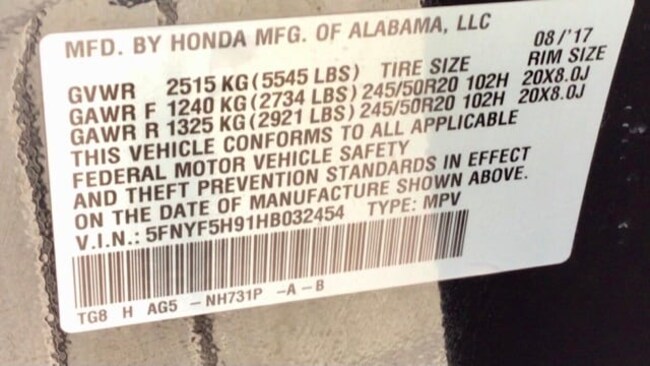 MFD. BY HONDA MFG. OF ALABAMA, LLC 08/'17
GVWR 2515 KG (5545 LBS) TIRE SIZE RIM SIZE
GAWR F 1240 KG (2734 LBS) 245/50R20 102H 20X8.0J
GAWR R 1325 KG (2921 LBS) 245/50R20 102H 20X8.0J
THIS VEHICLE CONFORMS TO ALL APPLICABLE
FEDERAL MOTOR VEHICLE SAFETY
AND THEFT PREVENTION STANDARDS IN EFFECT
ON THE DATE OF MANUFACTURE SHOWN ABOVE.
V.I.N.: 5FNYF5H91HB032454 TYPE: MPV
TG8 H AG5 - NH731P -A - B